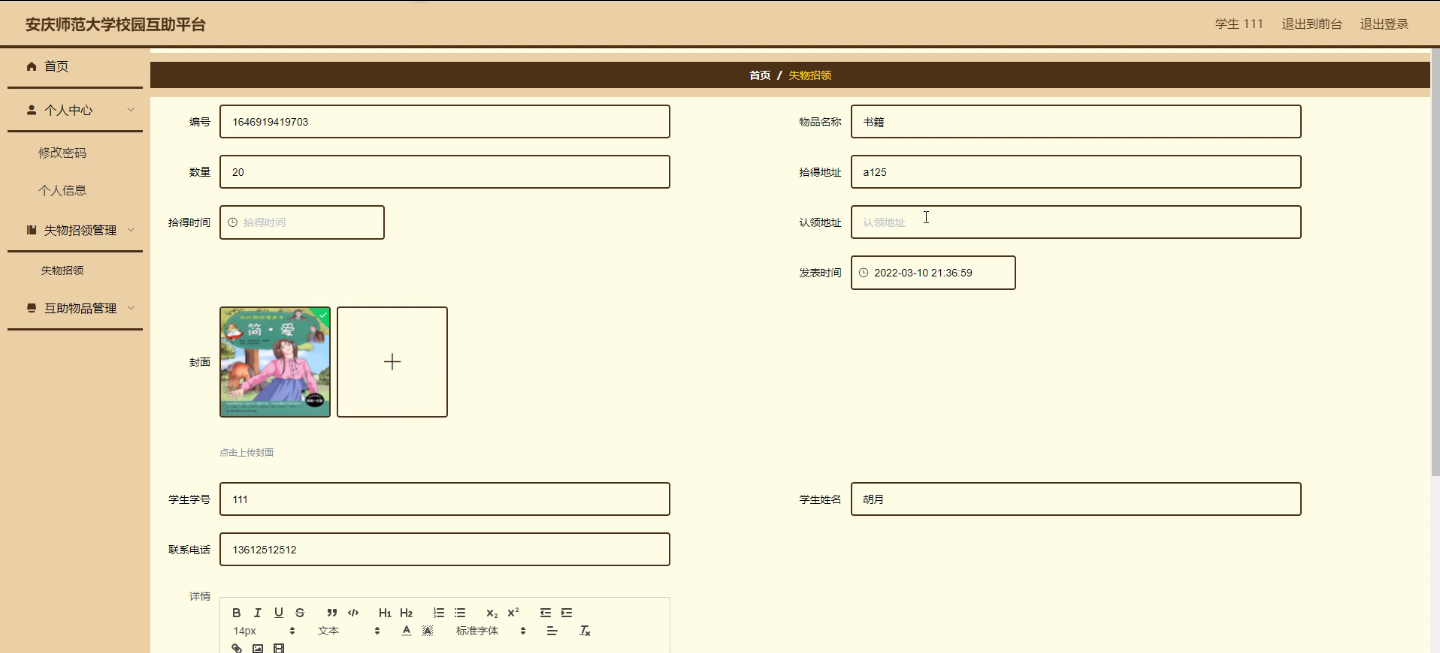 安庆师范大学校园互助平台
学生 111 退出到前台 退出登录
首页
个人中心
修改密码
个人信息
失物招领管理
失物招领
互助物品管理
首页 / 失物招领
编号 1646919419703
物品名称 书籍
数量 20
拾得地址 a125
拾得时间 拾得时间
认领地址 认领地址
发表时间 2022-03-10 21:36:59
封面
简·爱
点击上传封面
学生学号 111
学生姓名 胡月
联系电话 13612512512
详情
B I U S H1 H2 X2 X2
14px 文本 A A 标准字体 Tx